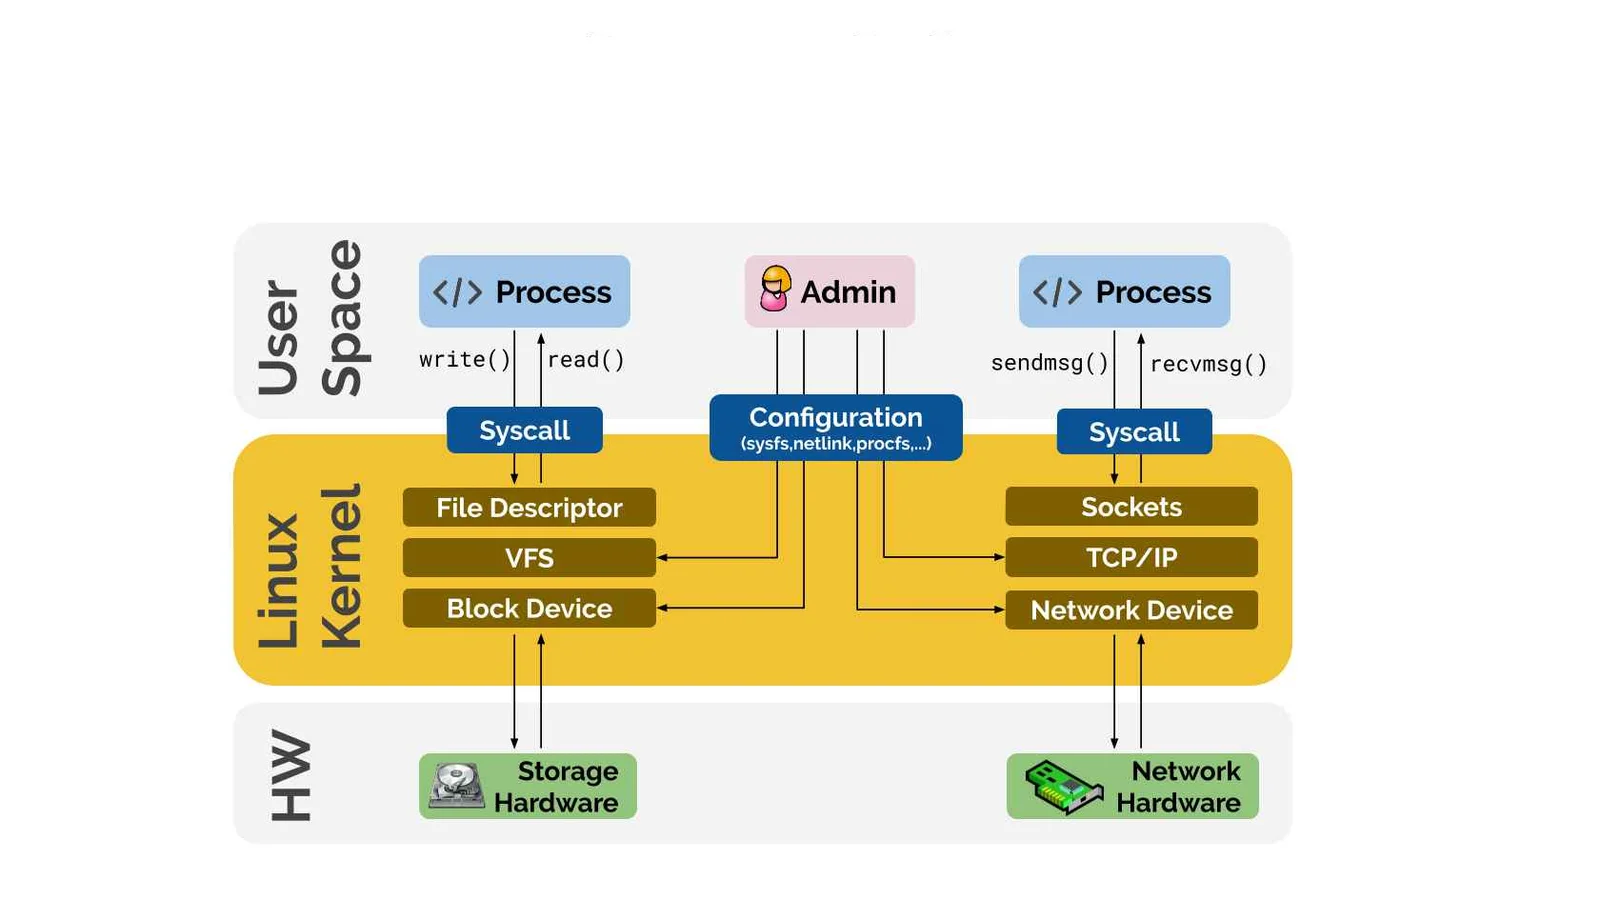 User
Space
</> Process
Admin
</> Process
write()
read()
sendmsg()
recvmsg()
Syscall
Configuration
(sysfs,netlink,procfs,...)
Syscall
Linux
Kernel
File Descriptor
VFS
Block Device
Sockets
TCP/IP
Network Device
HW
Storage
Hardware
Network
Hardware